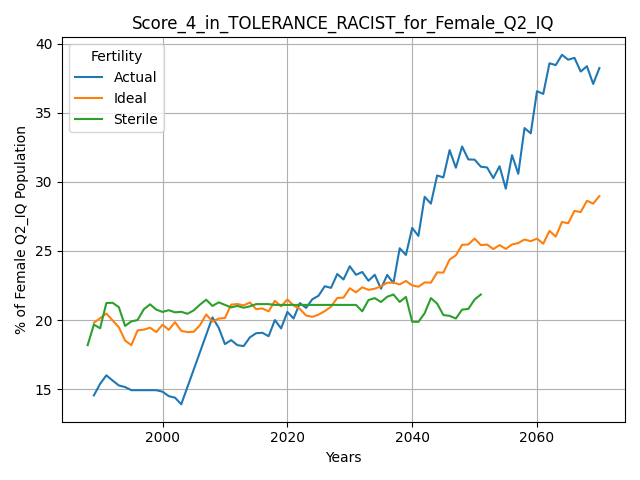 Score_4_in_TOLERANCE_RACIST_for_Female_Q2_IQ
Fertility
Actual
Ideal
Sterile
% of Female Q2_IQ Population
40
35
30
25
20
15
2000
2020
2040
2060
Years